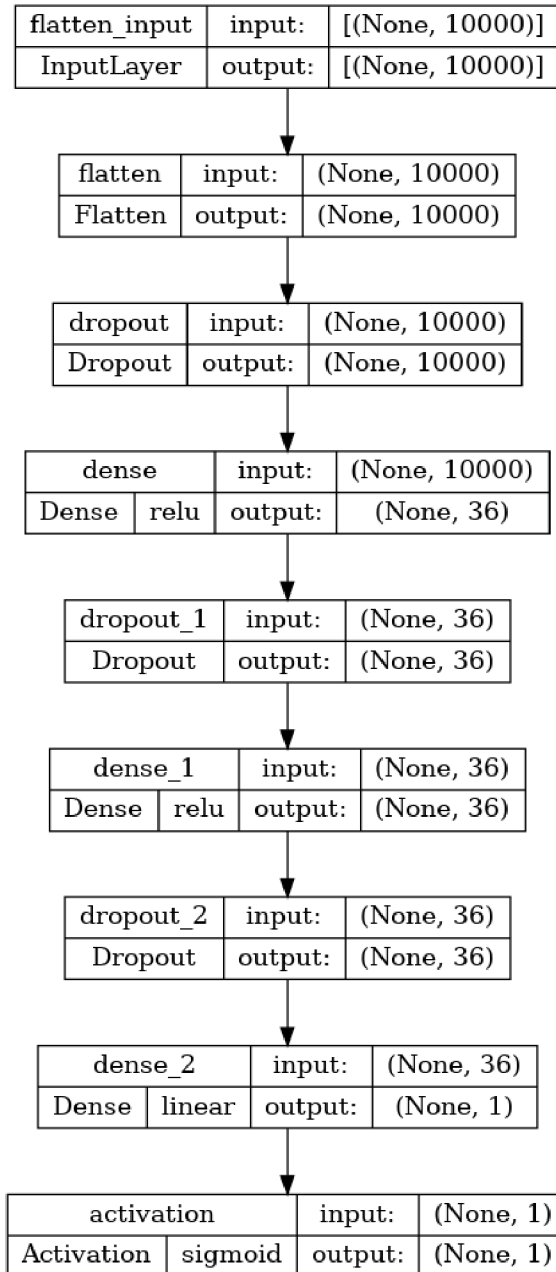 flatten_input input: [(None, 10000)]
InputLayer output: [(None, 10000)]
flatten input: (None, 10000)
Flatten output: (None, 10000)
dropout input: (None, 10000)
Dropout output: (None, 10000)
dense input: (None, 10000)
Dense relu output: (None, 36)
dropout_1 input: (None, 36)
Dropout output: (None, 36)
dense_1 input: (None, 36)
Dense relu output: (None, 36)
dropout_2 input: (None, 36)
Dropout output: (None, 36)
dense_2 input: (None, 36)
Dense linear output: (None, 1)
activation input: (None, 1)
Activation sigmoid output: (None, 1)